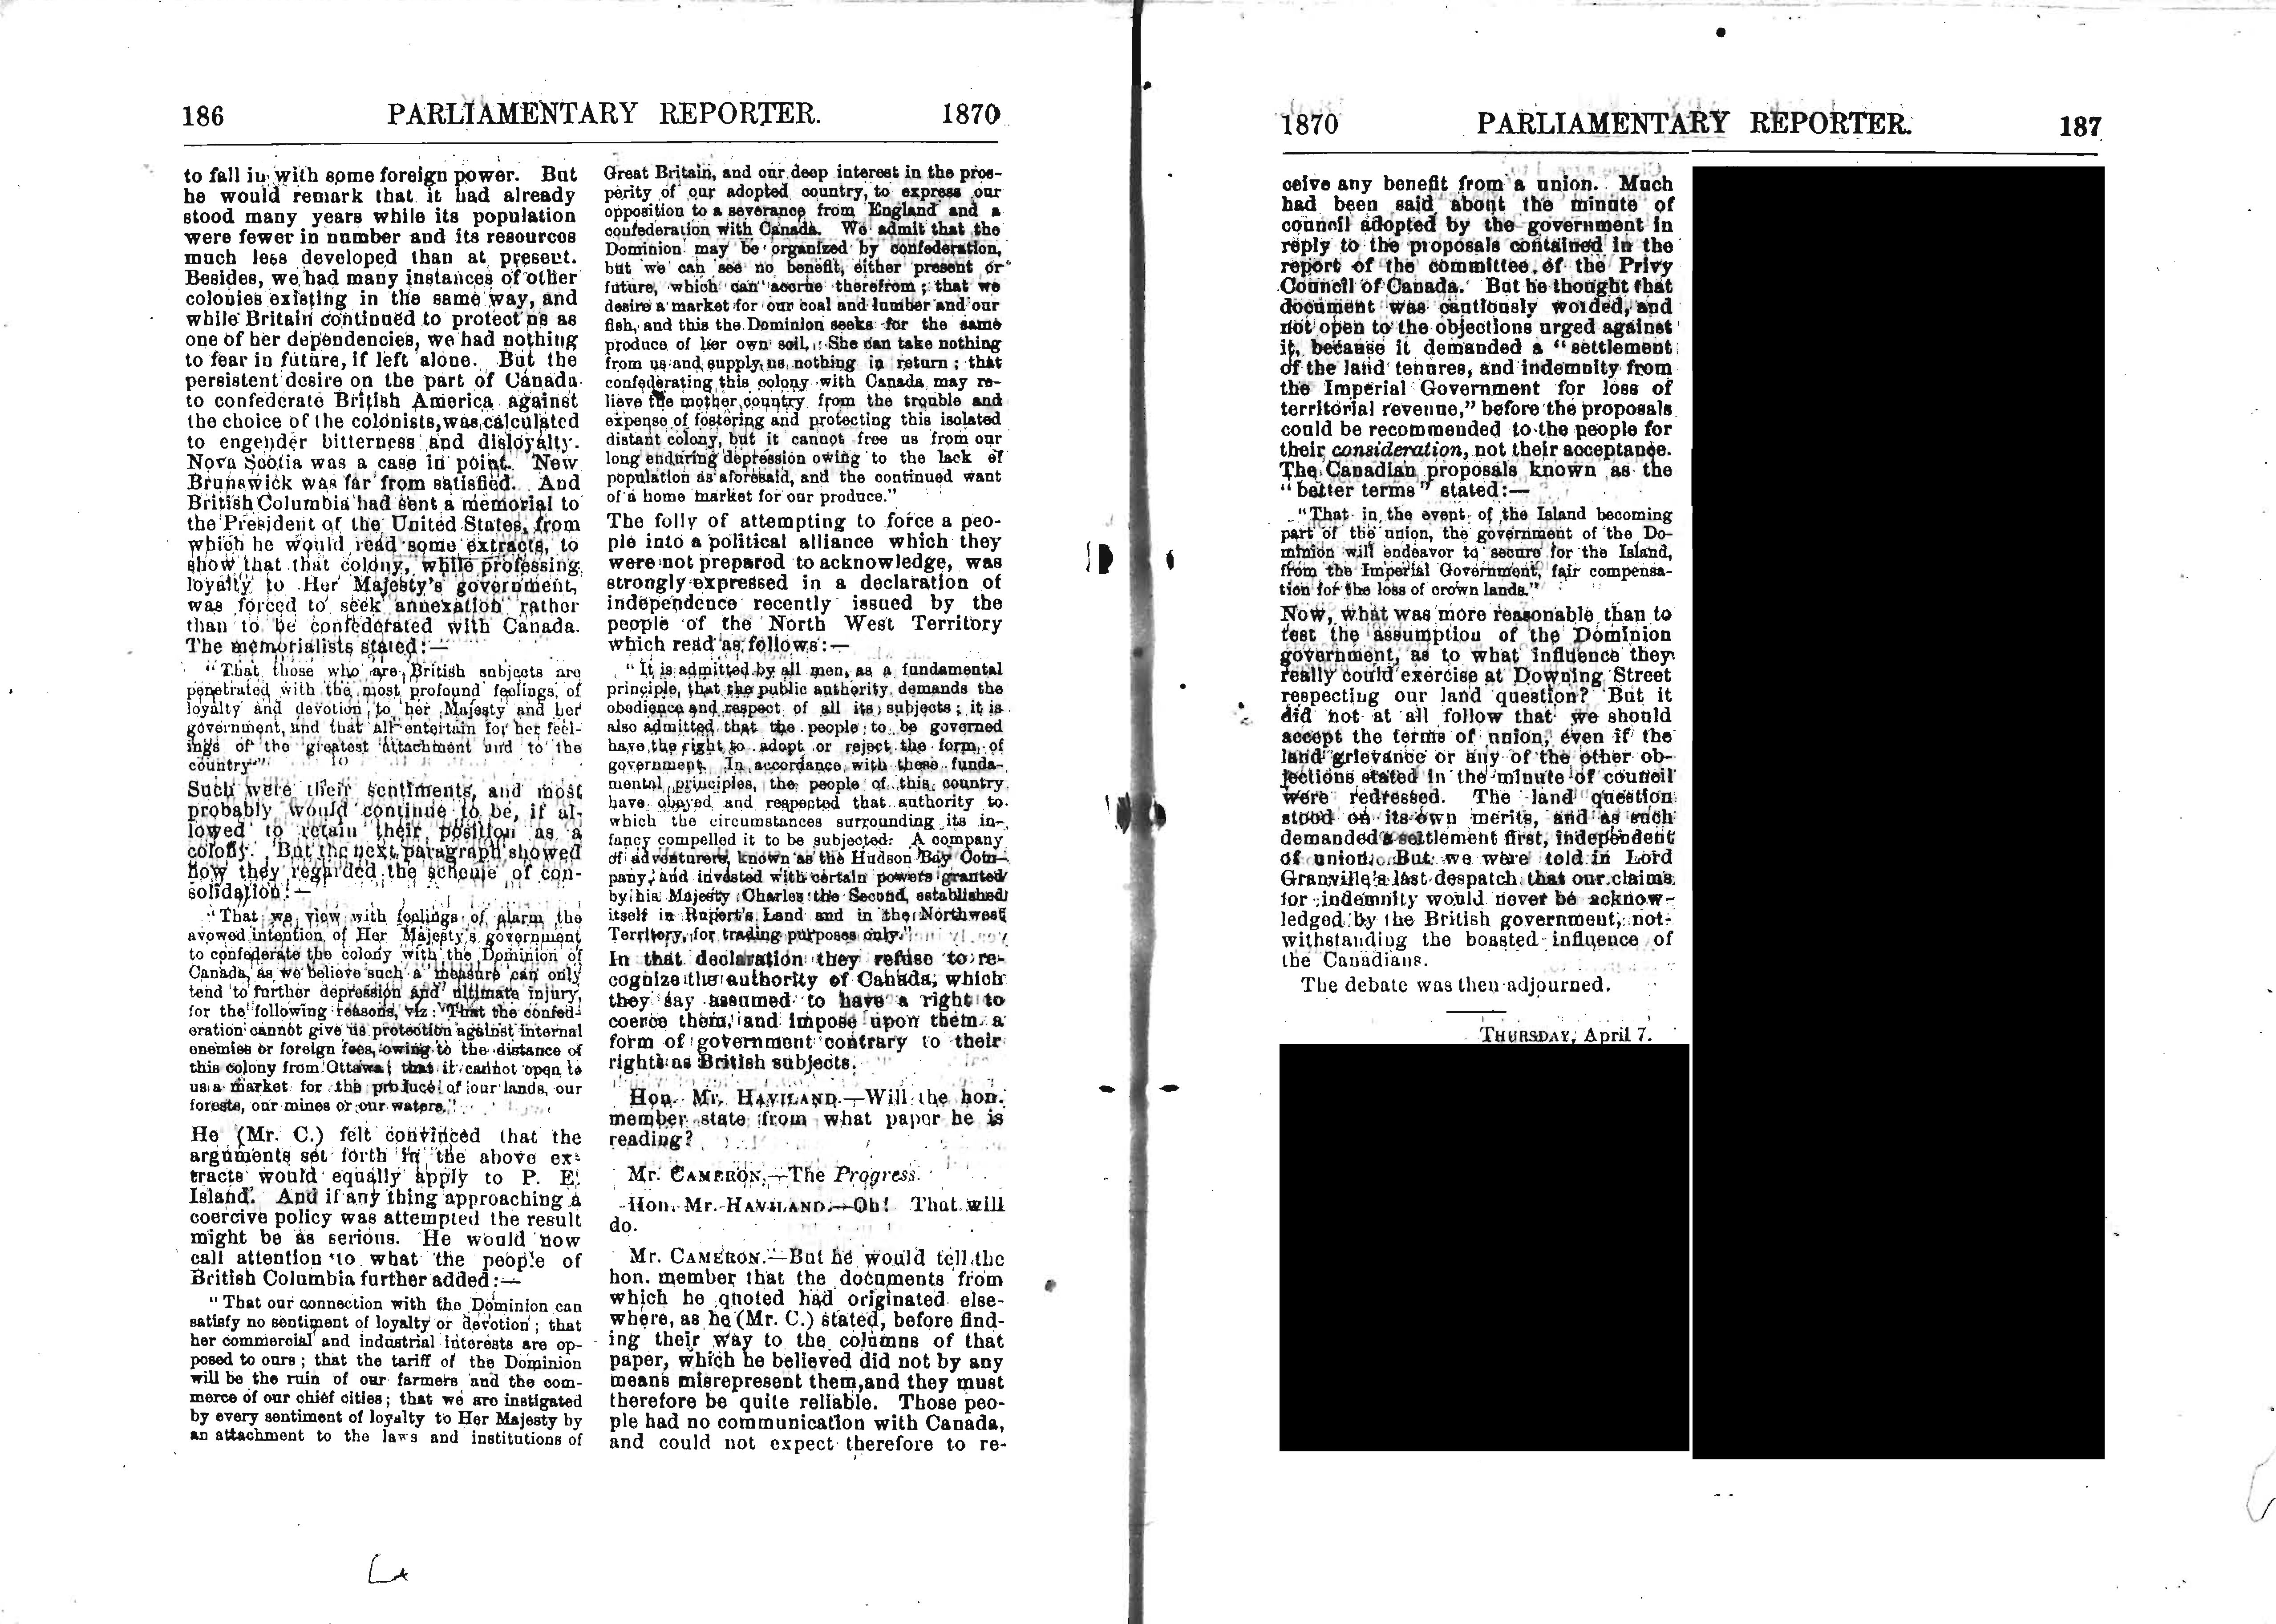 186 PARLIAMENTARY REPORTER. 1870
to fall in with some foreign power. But
he would remark that it had already
stood many years while its population
were fewer in number and its resources
much less developed than at present.
Besides, we had many instances of other
colonies existing in the same way, and
while Britain continued to protect us as
one of her dependencies, we had nothing
to fear in future, if left alone. But the
persistent desire on the part of Canada
to confederate British America against
the choice of the colonists, was calculated
to engender bitterness and disloyalty.
Nova Scotia was a case in point. New
Brunswick was far from satisfied. And
British Columbia had sent a memorial to
the President of the United States, from
which he would read some extracts, to
show that that colony, while professing
loyalty to Her Majesty's government,
was forced to seek annexation rather
than to be confederated with Canada.
The memorialists stated:—
"That those who are British subjects are
penetrated with the most profound feelings of
loyalty and devotion to her Majesty and her
government, and that all entertain for her feel-
ings of the greatest attachment and to the
country"
Such were their sentiments, and most
probably would continue to be, if al-
lowed to retain their position as a
colony. But the next paragraph showed
how they regarded the scheme of con-
solidation!—
"That we view with feelings of alarm the
avowed intention of Her Majesty's government
to confederate the colony with the Dominion of
Canada, as we believe such a measure can only
tend to further depression and ultimate injury,
for the following reasons, viz: That the confed-
eration cannot give us protection against internal
enemies or foreign foes, owing to the distance of
this colony from Ottawa; that it cannot open to
us a market for the produce of our lands, our
forests, our mines or our waters."
He (Mr. C.) felt convinced that the
arguments set forth in the above ex-
tracts would equally apply to P. E.
Island. And if any thing approaching a
coercive policy was attempted the result
might be as serious. He would now
call attention to what the people of
British Columbia further added:—
"That our connection with the Dominion can
satisfy no sentiment of loyalty or devotion; that
her commercial and industrial interests are op-
posed to ours; that the tariff of the Dominion
will be the ruin of our farmers and the com-
merce of our chief cities; that we are instigated
by every sentiment of loyalty to Her Majesty by
an attachment to the laws and institutions of
Great Britain, and our deep interest in the pros-
perity of our adopted country, to express our
opposition to a severance from England and a
confederation with Canada. We admit that the
Dominion may be organized by confederation,
but we can see no benefit, either present or
future, which can accrue therefrom; that we
desire a market for our coal and lumber and our
fish, and this the Dominion seeks for the same
produce of her own soil. She can take nothing
from us and supply us nothing in return; that
confederating this colony with Canada may re-
lieve the mother country from the trouble and
expense of fostering and protecting this isolated
distant colony, but it cannot free us from our
long enduring depression owing to the lack of
population as aforesaid, and the continued want
of a home market for our produce."
The folly of attempting to force a peo-
ple into a political alliance which they
were not prepared to acknowledge, was
strongly expressed in a declaration of
independence recently issued by the
people of the North West Territory
which read as follows:—
"It is admitted by all men, as a fundamental
principle, that the public authority demands the
obedience and respect of all its subjects; it is
also admitted that the people to be governed
have the right to adopt or reject the form of
government. In accordance with these funda-
mental principles, the people of this country
have obeyed and respected that authority to
which the circumstances surrounding its in-
fancy compelled it to be subjected: A company
of adventurers, known as the Hudson Bay Com-
pany, and invested with certain powers granted
by his Majesty Charles the Second, established
itself in Rupert's Land and in the Northwest
Territory, for trading purposes only."
In that declaration they refuse to re-
cognize the authority of Canada, which
they say assumed to have a right to
coerce them, and impose upon them a
form of government contrary to their
rights as British subjects.
Hon. Mr. HAVILAND.—Will the hon.
member state from what paper he is
reading?
Mr. CAMERON.—The Progress.
Hon. Mr. HAVILAND.—Oh! That will
do.
Mr. CAMERON.—But he would tell the
hon. member that the documents from
which he quoted had originated else-
where, as he (Mr. C.) stated, before find-
ing their way to the columns of that
paper, which he believed did not by any
means misrepresent them, and they must
therefore be quite reliable. Those peo-
ple had no communication with Canada,
and could not expect therefore to re-
1870 PARLIAMENTARY REPORTER. 187
ceive any benefit from a union. Much
had been said about the minute of
council adopted by the government in
reply to the proposals contained in the
report of the committee of the Privy
Council of Canada. But he thought that
document was cautiously worded, and
not open to the objections urged against
it, because it demanded a "settlement
of the land tenures, and indemnity from
the Imperial Government for loss of
territorial revenue," before the proposals
could be recommended to the people for
their consideration, not their acceptance.
The Canadian proposals known as the
"better terms" stated:—
"That in the event of the Island becoming
part of the union, the government of the Do-
minion will endeavor to secure for the Island,
from the Imperial Government, fair compensa-
tion for the loss of crown lands."
Now, what was more reasonable than to
test the assumption of the Dominion
government, as to what influence they
really could exercise at Downing Street
respecting our land question? But it
did not at all follow that we should
accept the terms of union, even if the
land grievance or any of the other ob-
jections stated in the minute of council
were redressed. The land question
stood on its own merits, and as such
demanded a settlement first, independent
of union. But we were told in Lord
Granville's last despatch that our claims
for indemnity would never be acknow-
ledged by the British government, not-
withstanding the boasted influence of
the Canadians.
The debate was then adjourned.
THURSDAY, April 7.